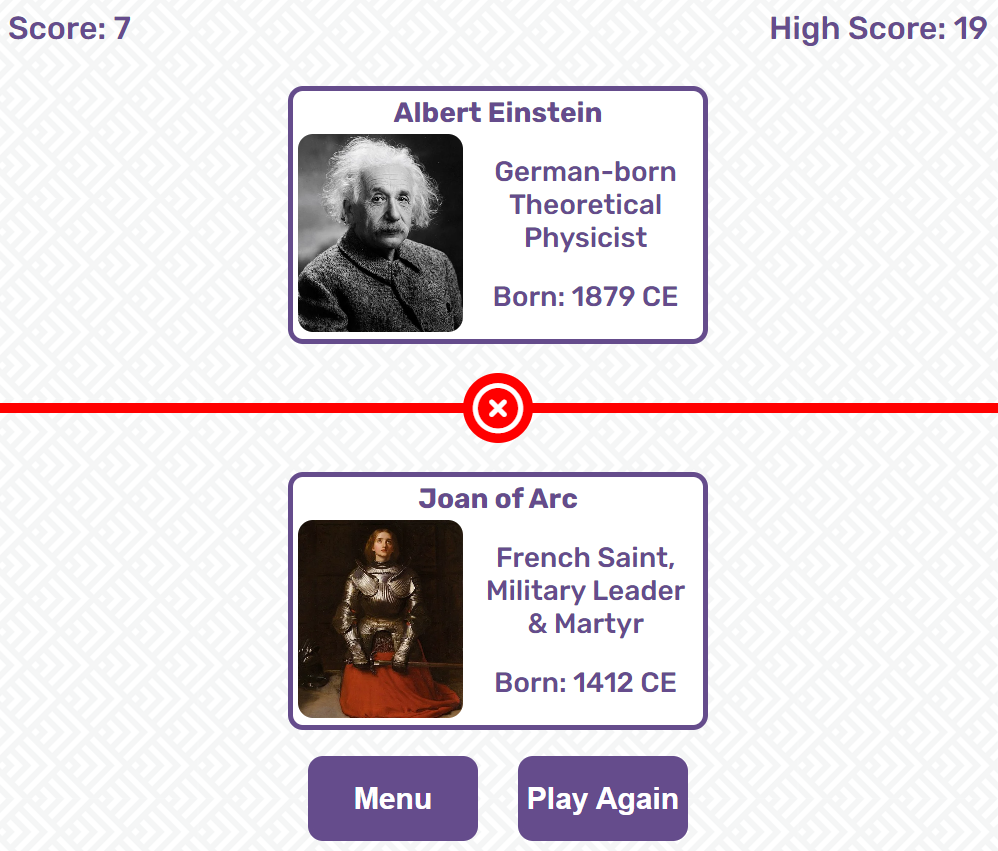 Score: 7
High Score: 19
Albert Einstein
German-born
Theoretical
Physicist
Born: 1879 CE
Joan of Arc
French Saint,
Military Leader
& Martyr
Born: 1412 CE
Menu
Play Again